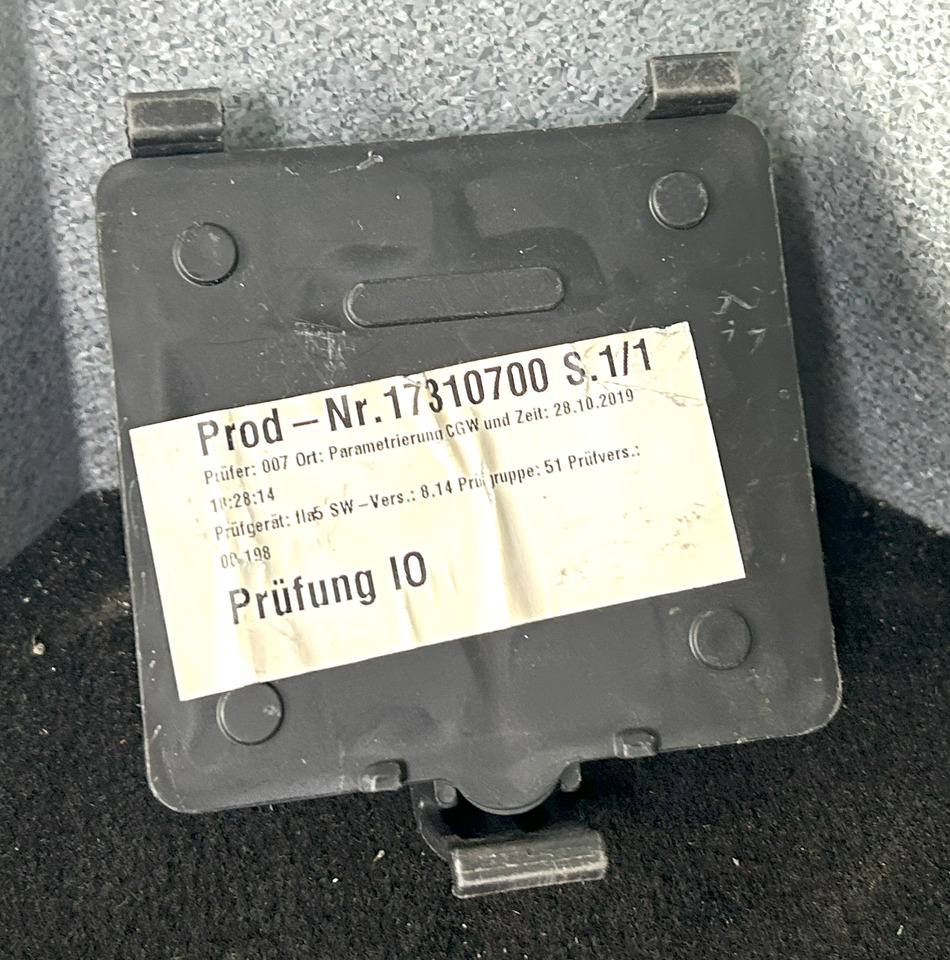 Prod-Nr.17310700 S.1/1
Prüfer: 007 Ort: Parametrierung CGW und Zeit: 28.10.2019
:28:14
Prüfgerät: fla5 SW-Vers.: 8.14 Prüfgruppe: 51 Prüfvers.:
00.198
Prüfung IO